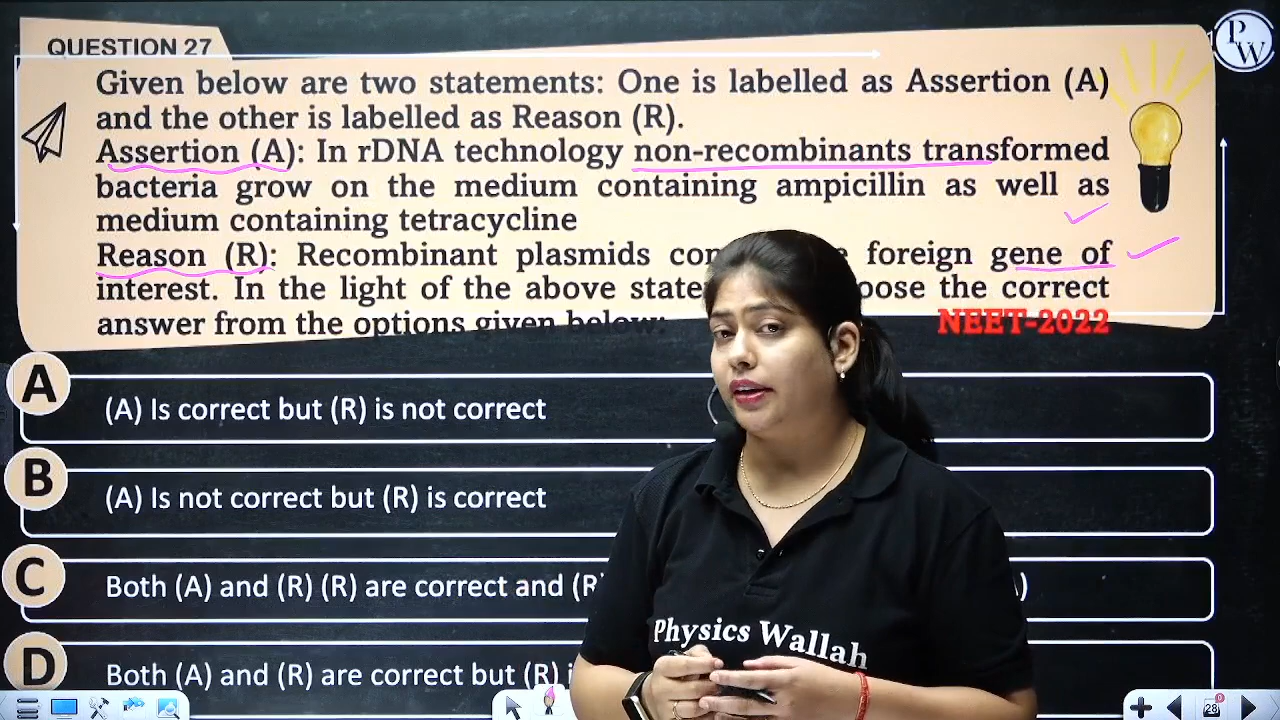 QUESTION 27
P
W
Given below are two statements: One is labelled as Assertion (A)
and the other is labelled as Reason (R).
Assertion (A): In rDNA technology non-recombinants transformed
bacteria grow on the medium containing ampicillin as well as
medium containing tetracycline
Reason (R): Recombinant plasmids foreign gene of
interest. In the light of the above the correct
answer from the options given below:
NEET-2022
A
(A) Is correct but (R) is not correct
B
(A) Is not correct but (R) is correct
C
Both (A) and (R) (R) are correct and (R)
D
Both (A) and (R) are correct but (R)
Physics Wallah
28